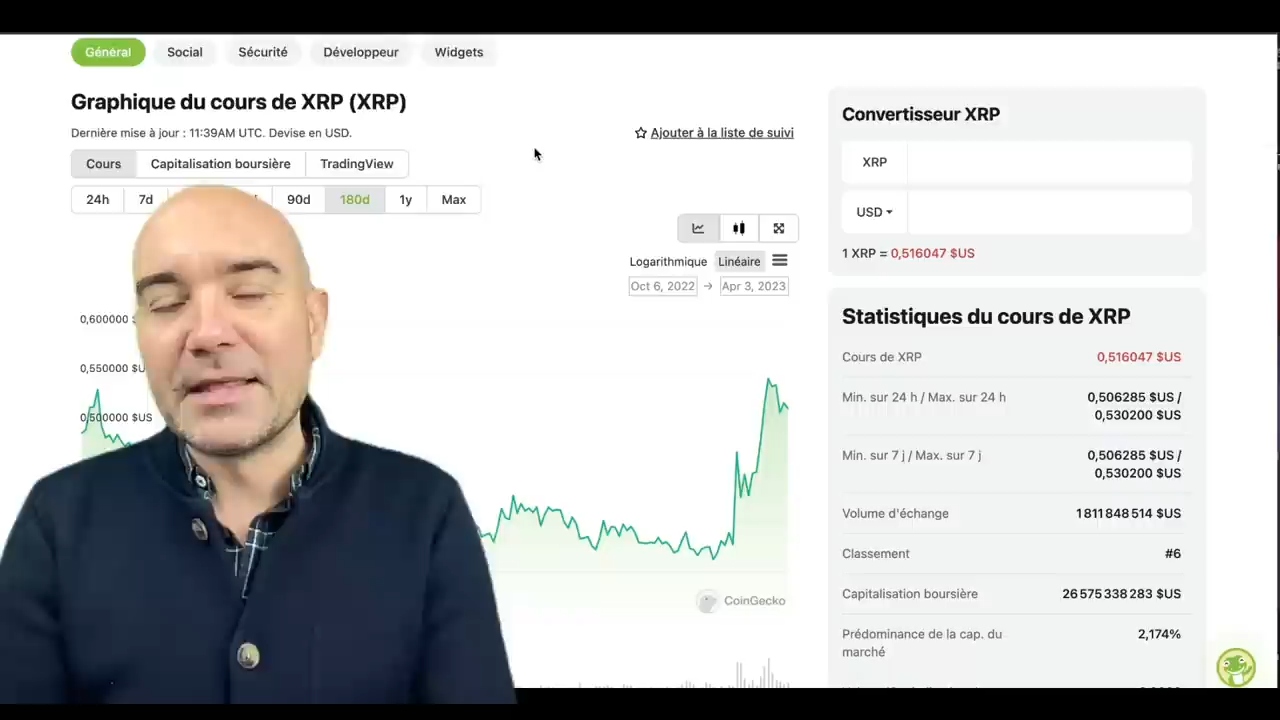 Général Social Sécurité Développeur Widgets
Graphique du cours de XRP (XRP)
Dernière mise à jour : 11:39AM UTC. Devise en USD.
Ajouter à la liste de suivi
Cours Capitalisation boursière TradingView
24h 7d 90d 180d 1y Max
Logarithmique Linéaire
Oct 6, 2022 → Apr 3, 2023
0,600000
0,550000 $U
0,500000 $US
CoinGecko
Convertisseur XRP
XRP
USD
1 XRP = 0,516047 $US
Statistiques du cours de XRP
Cours de XRP 0,516047 $US
Min. sur 24 h / Max. sur 24 h 0,506285 $US /
0,530200 $US
Min. sur 7 j / Max. sur 7 j 0,506285 $US /
0,530200 $US
Volume d'échange 1 811 848 514 $US
Classement #6
Capitalisation boursière 26 575 338 283 $US
Prédominance de la cap. du 2,174%
marché